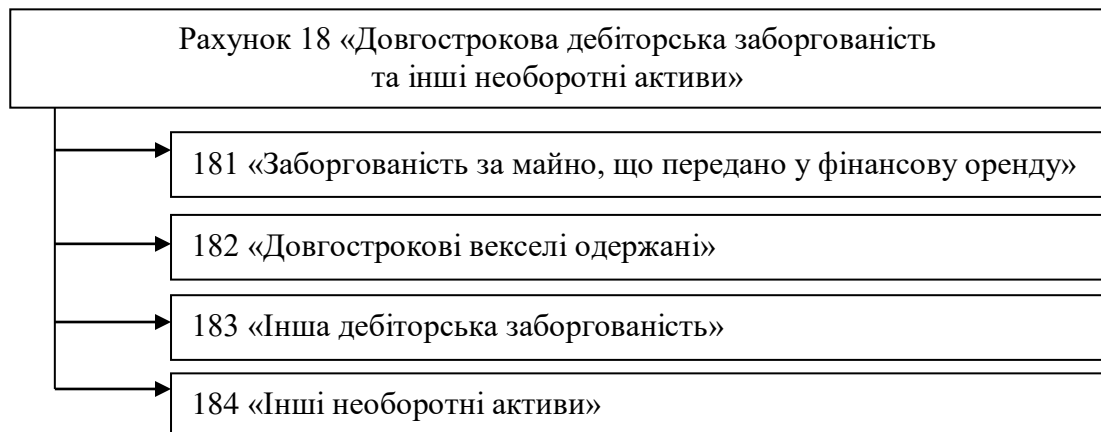 Рахунок 18 «Довгострокова дебіторська заборгованість
та інші необоротні активи»
181 «Заборгованість за майно, що передано у фінансову оренду»
182 «Довгострокові векселі одержані»
183 «Інша дебіторська заборгованість»
184 «Інші необоротні активи»